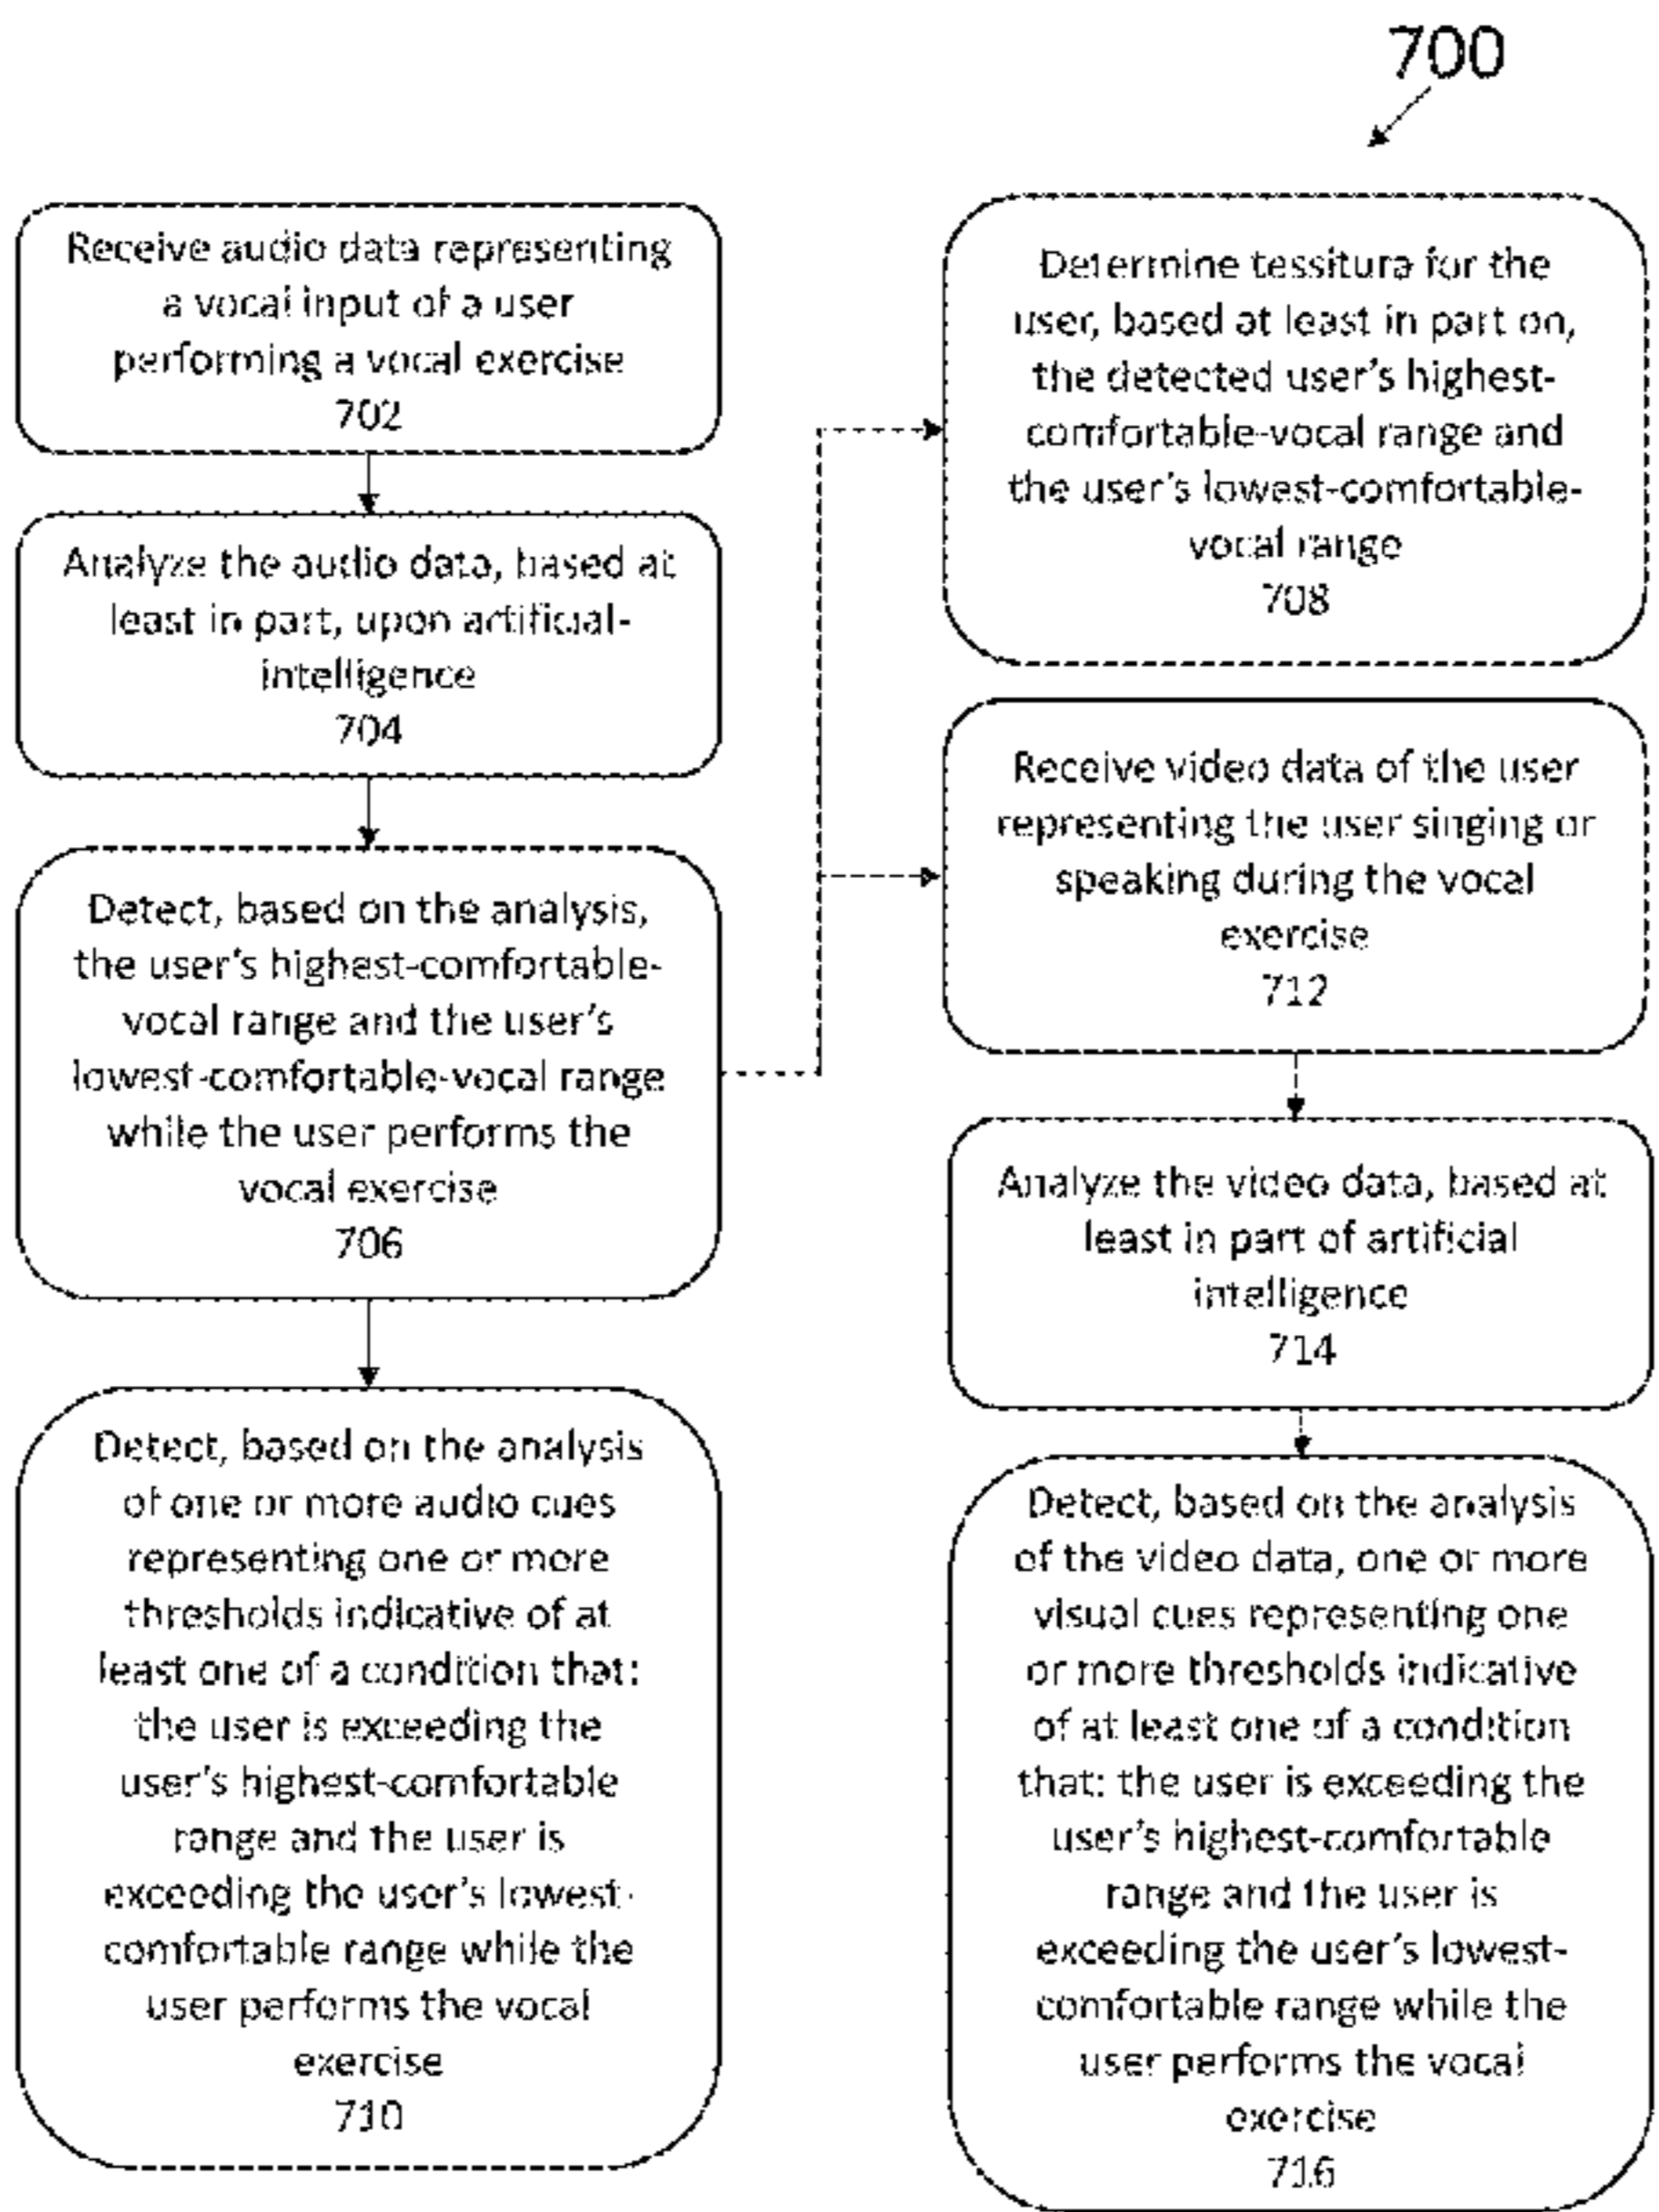 700
Receive audio data representing
a vocal input of a user
performing a vocal exercise
702
Analyze the audio data, based at
least in part, upon artificial-
intelligence
704
Detect, based on the analysis,
the user's highest-comfortable-
vocal range and the user's
lowest-comfortable-vocal range
while the user performs the
vocal exercise
706
Detect, based on the analysis
of one or more audio cues
representing one or more
thresholds indicative of at
least one of a condition that:
the user is exceeding the
user's highest-comfortable
range and the user is
exceeding the user's lowest-
comfortable range while the
user performs the vocal
exercise
710
Determine tessitura for the
user, based at least in part on,
the detected user's highest-
comfortable-vocal range and
the user's lowest-comfortable-
vocal range
708
Receive video data of the user
representing the user singing or
speaking during the vocal
exercise
712
Analyze the video data, based at
least in part of artificial
intelligence
714
Detect, based on the analysis
of the video data, one or more
visual cues representing one
or more thresholds indicative
of at least one of a condition
that: the user is exceeding the
user's highest-comfortable
range and the user is
exceeding the user's lowest-
comfortable range while the
user performs the vocal
exercise
716